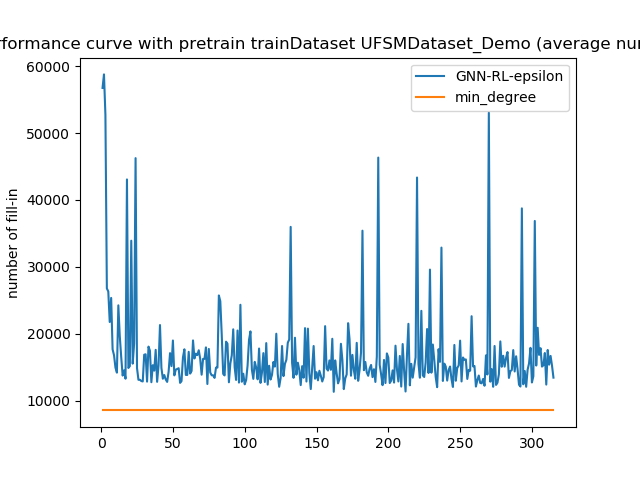 rformance curve with pretrain trainDataset UFSMDataset_Demo (average nu
GNN-RL-epsilon
min_degree
number of fill-in
60000
50000
40000
30000
20000
10000
0 50 100 150 200 250 300